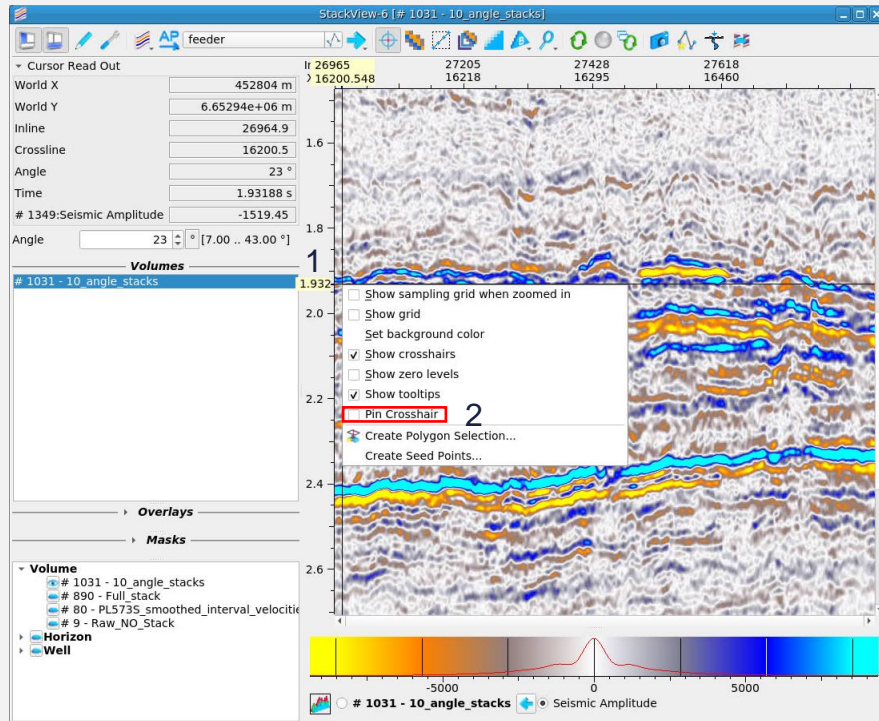 StackView-6 [# 1031 - 10_angle_stacks]
AP feeder
Cursor Read Out
World X 452804 m
World Y 6.65294e+06 m
Inline 26964.9
Crossline 16200.5
Angle 23 °
Time 1.93188 s
# 1349:Seismic Amplitude -1519.45
Angle 23 ° [7.00 .. 43.00 °]
Volumes
# 1031 - 10_angle_stacks
Overlays
Masks
Volume
# 1031 - 10_angle_stacks
# 890 - Full_stack
# 80 - PL573S_smoothed_interval_velocitie
# 9 - Raw_NO_Stack
Horizon
Well
26965 27205 27428 27618
16200.548 16218 16295 16460
1.6
1.8
1
1.932
2.0
2.2
2.4
2.6
Show sampling grid when zoomed in
Show grid
Set background color
Show crosshairs
Show zero levels
Show tooltips
Pin Crosshair 2
Create Polygon Selection...
Create Seed Points...
-5000 0 5000
# 1031 - 10_angle_stacks Seismic Amplitude